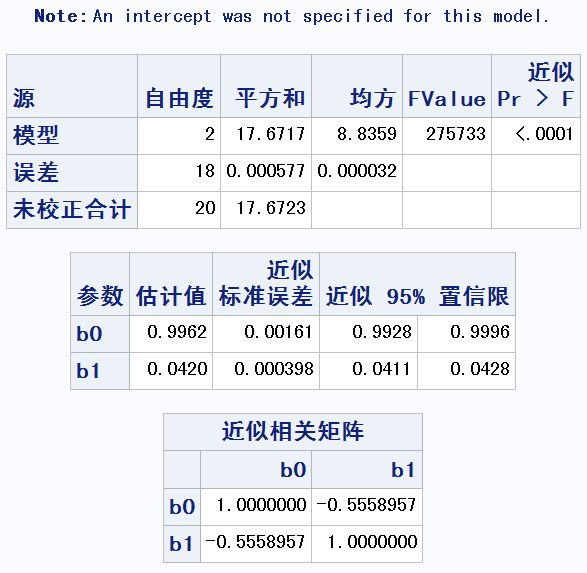 Note: An intercept was not specified for this model.
源 自由度 平方和 均方 FValue 近似 Pr > F
模型 2 17.6717 8.8359 275733 <.0001
误差 18 0.000577 0.000032
未校正合计 20 17.6723
参数 估计值 近似 标准误差 近似 95% 置信限
b0 0.9962 0.00161 0.9928 0.9996
b1 0.0420 0.000398 0.0411 0.0428
近似相关矩阵
b0 b1
b0 1.0000000 -0.5558957
b1 -0.5558957 1.0000000